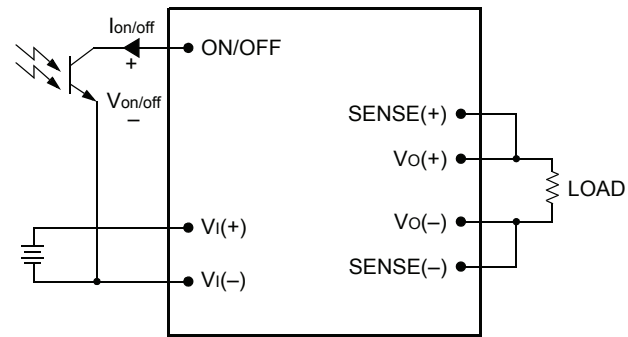 Ion/off
+
ON/OFF
Von/off
–
SENSE(+)
VO(+)
LOAD
VO(–)
VI(+)
SENSE(–)
VI(–)